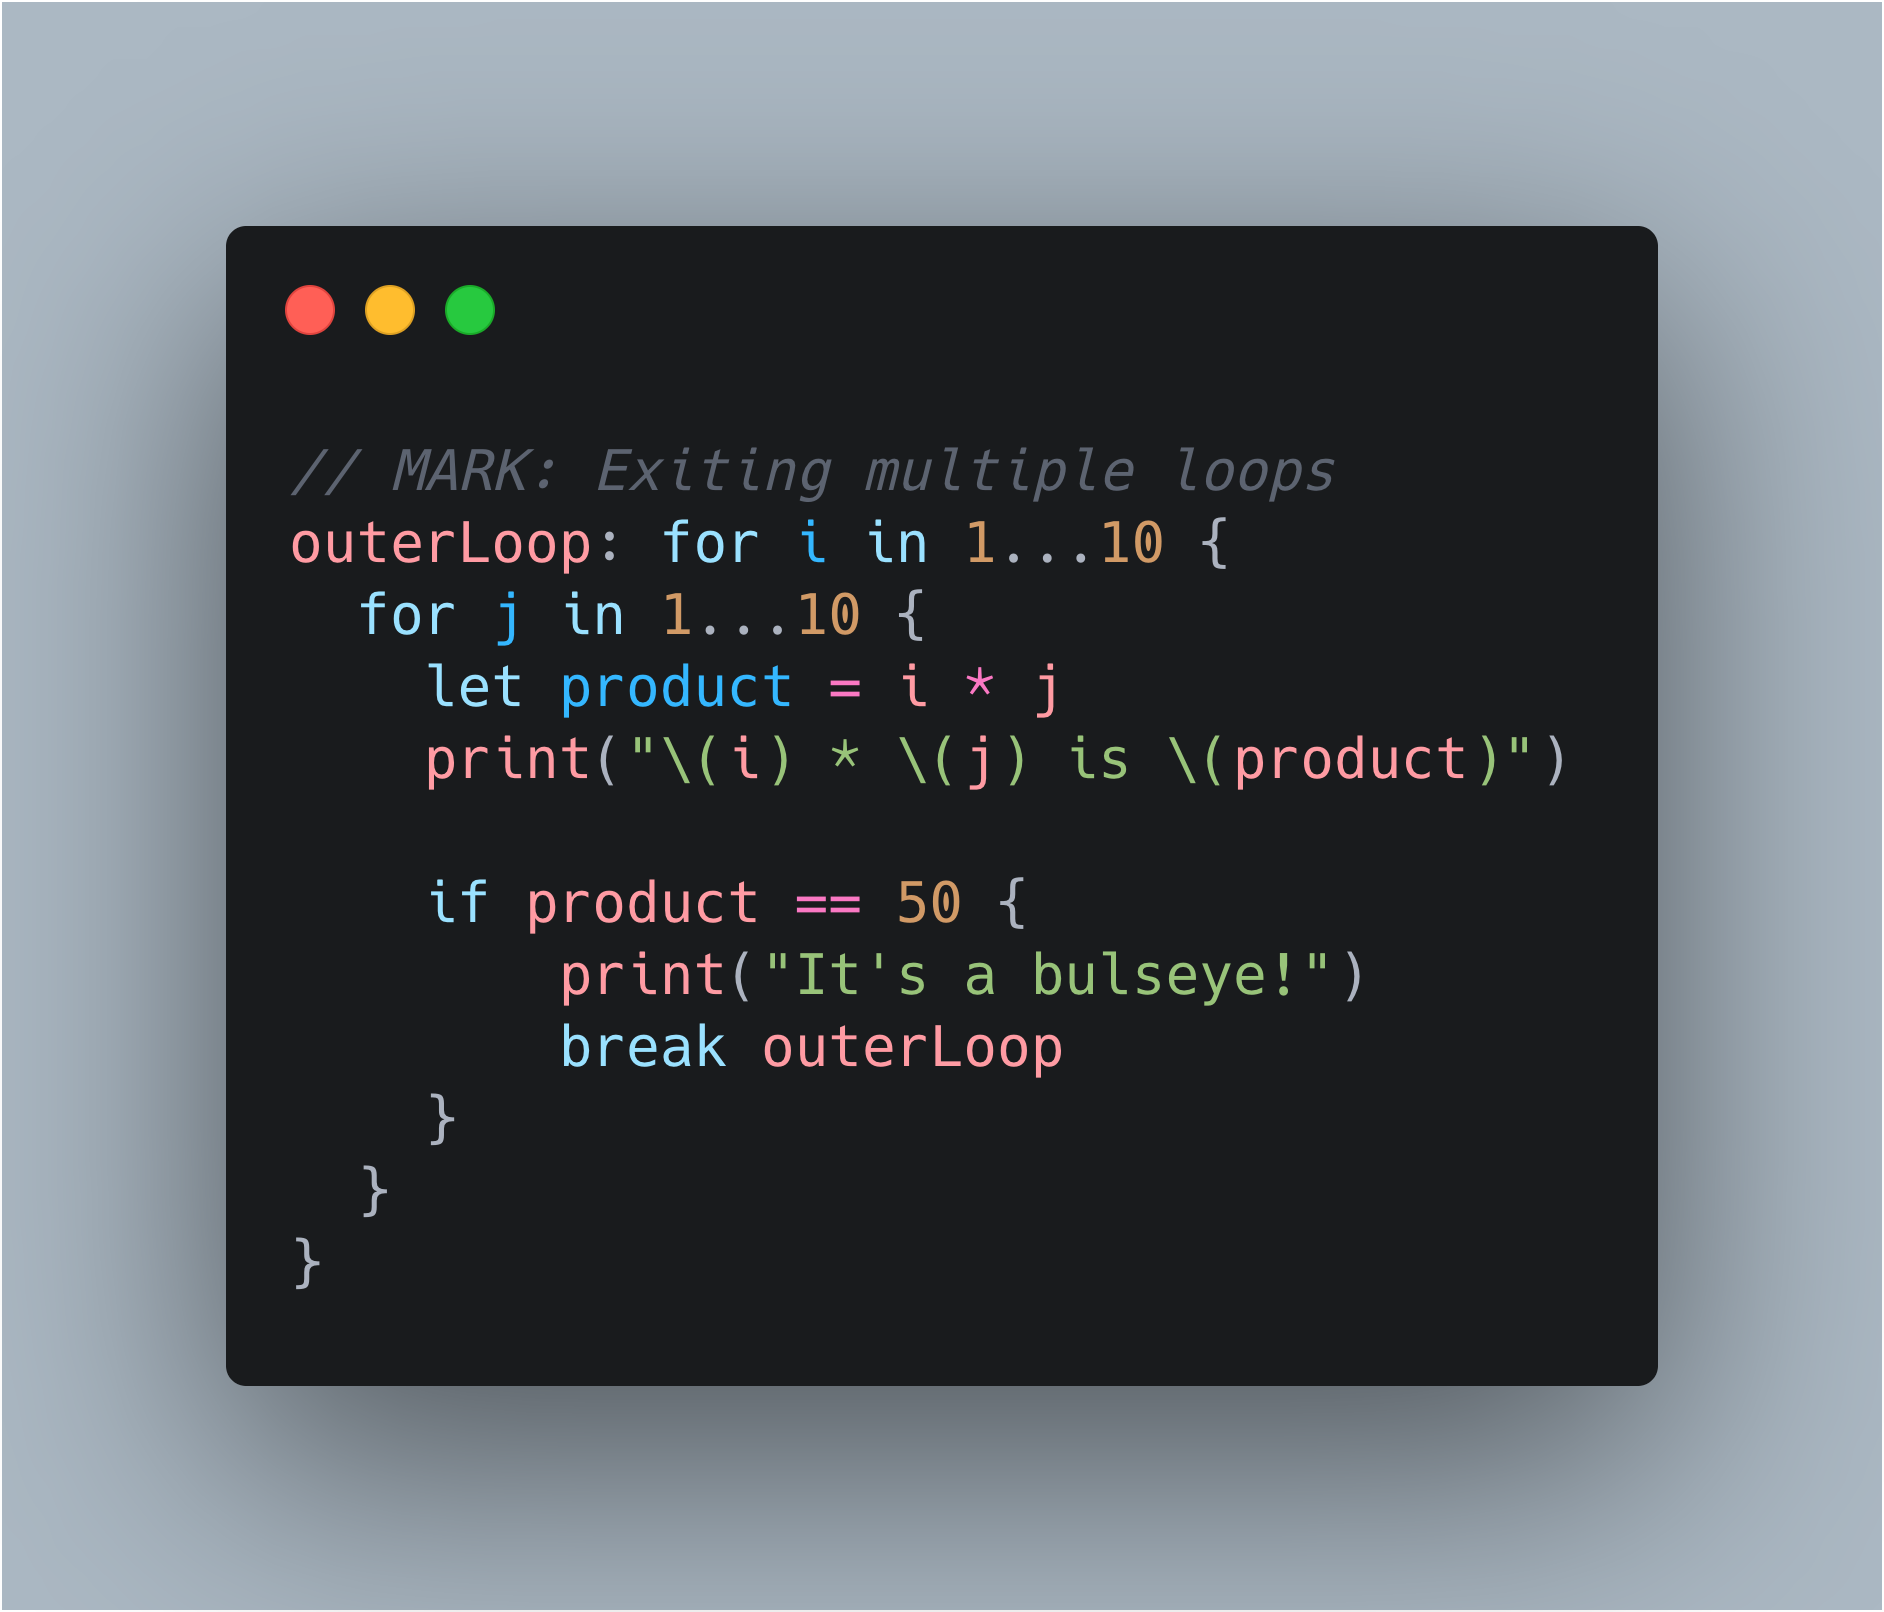 // MARK: Exiting multiple loops
outerLoop: for i in 1...10 {
  for j in 1...10 {
    let product = i * j
    print("\(i) * \(j) is \(product)")

    if product == 50 {
        print("It's a bulseye!")
        break outerLoop
    }
  }
}